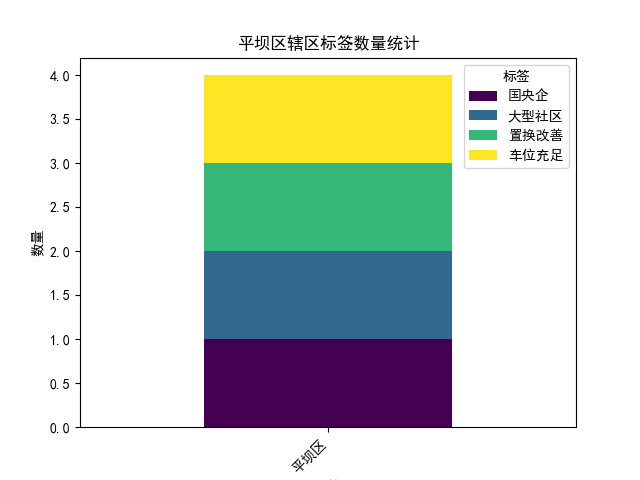 平坝区辖区标签数量统计
标签
国央企
大型社区
置换改善
车位充足
数量
4.0
3.5
3.0
2.5
2.0
1.5
1.0
0.5
0.0
平坝区